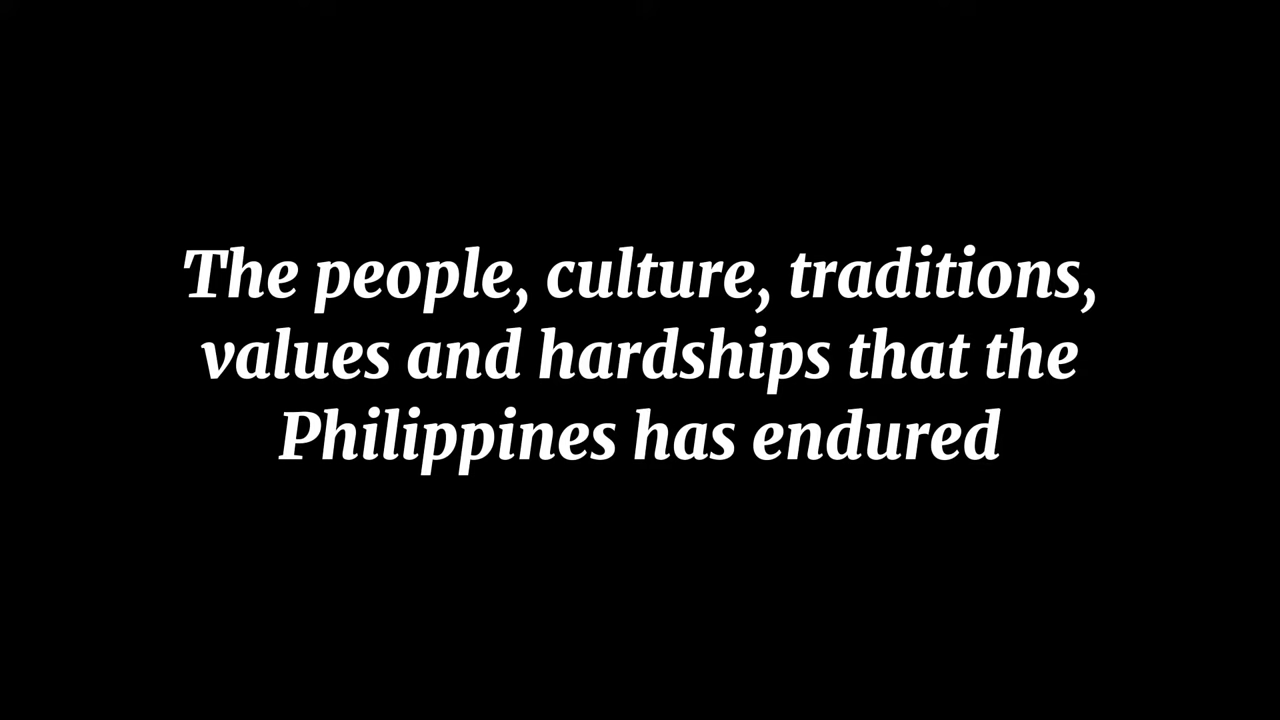 The people, culture, traditions,
values and hardships that the
Philippines has endured